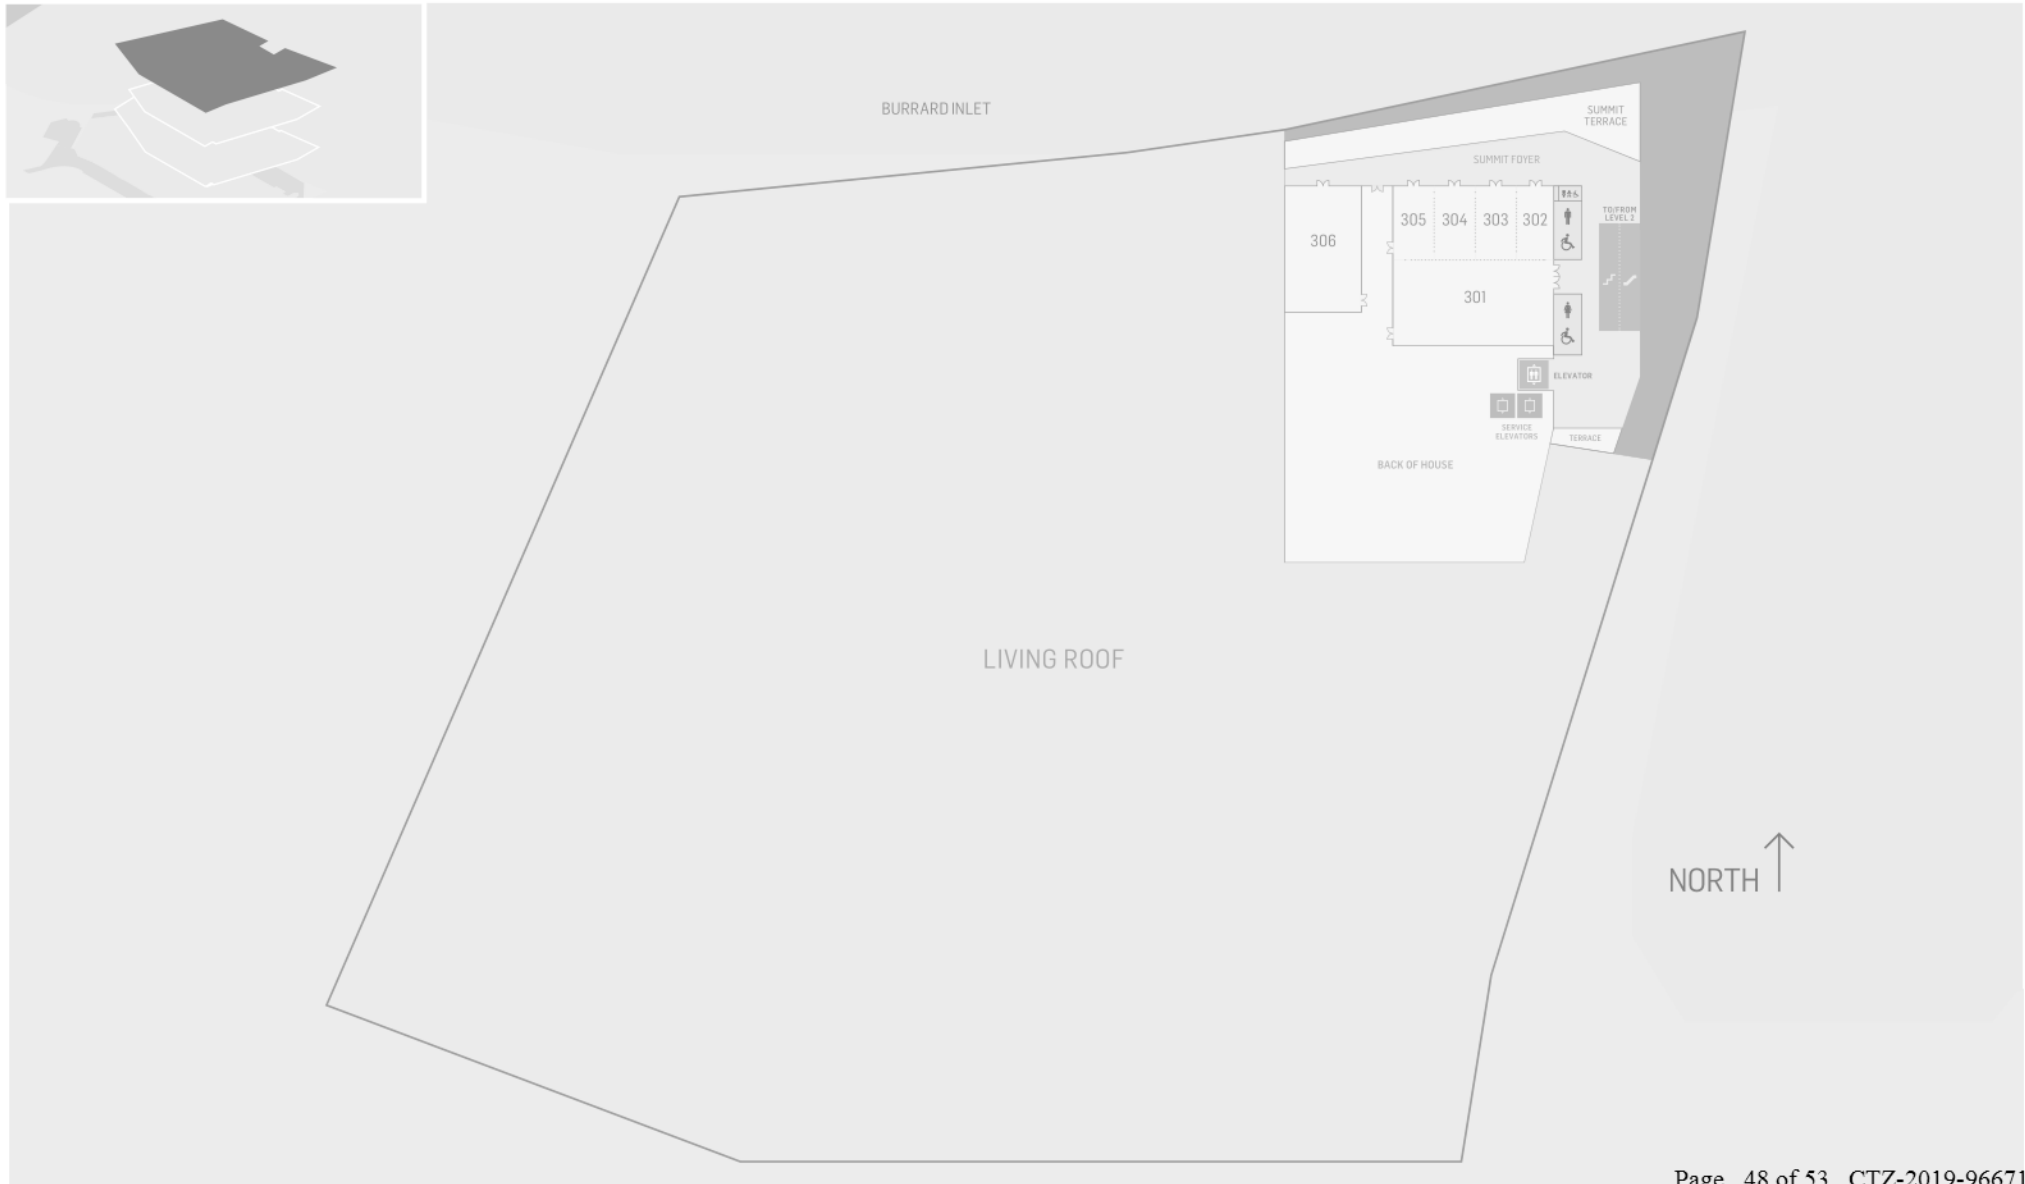 BURRARD INLET
SUMMIT
TERRACE
SUMMIT FOYER
TO/FROM
LEVEL 2
305 304 303 302
306
301
ELEVATOR
SERVICE
ELEVATORS
TERRACE
BACK OF HOUSE
LIVING ROOF
NORTH
Page 48 of 53 CTZ-2019-96671